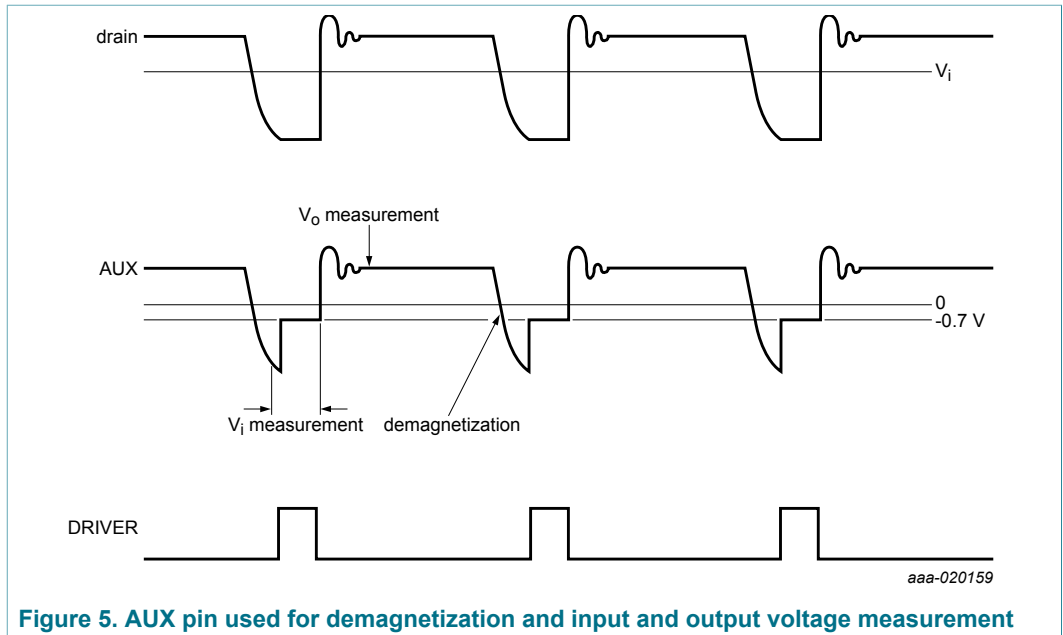 drain
Vi
Vo measurement
AUX
0
-0.7 V
Vi measurement
demagnetization
DRIVER
aaa-020159
Figure 5. AUX pin used for demagnetization and input and output voltage measurement